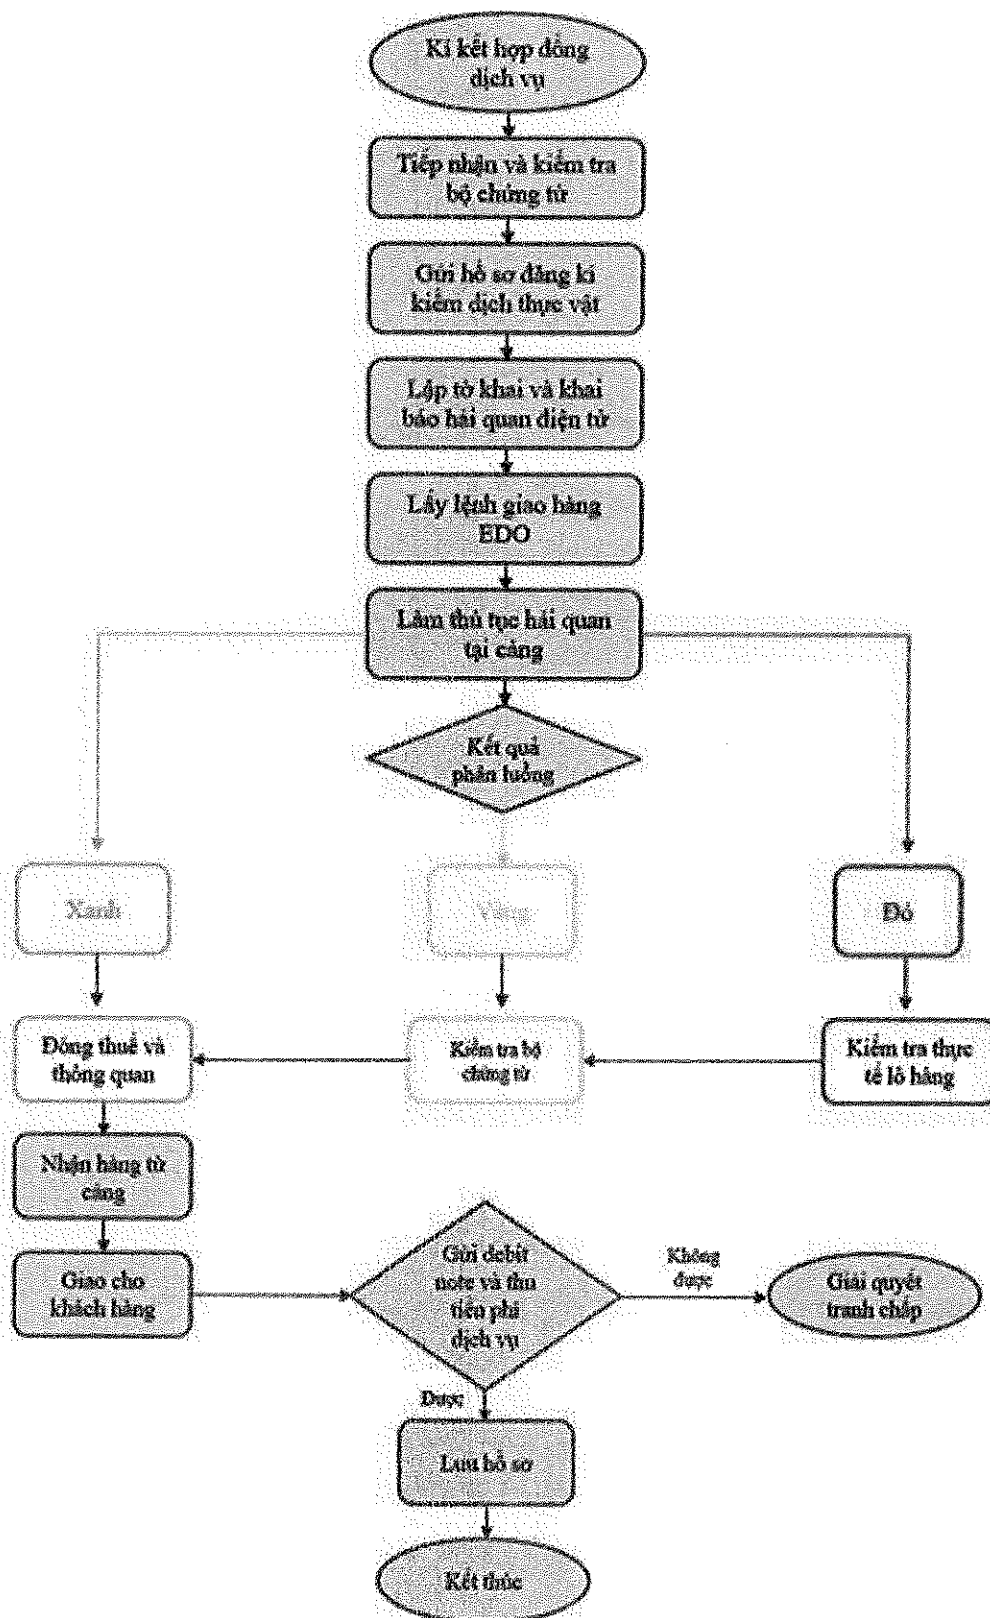 Kí kết hợp đồng
dịch vụ
Tiếp nhận và kiểm tra
bộ chứng từ
Gửi hồ sơ đăng kí
kiểm dịch thực vật
Lập tờ khai và khai
báo hải quan điện tử
Lấy lệnh giao hàng
EDO
Làm thủ tục hải quan
tại cảng
Kết quả
phân luồng
Xanh
Vàng
Đỏ
Đóng thuế và
thông quan
Kiểm tra bộ
chứng từ
Kiểm tra thực
tế lô hàng
Nhận hàng từ
cảng
Giao cho
khách hàng
Gửi debit
note và thu
tiền phí
dịch vụ
Không
được
Giải quyết
tranh chấp
Được
Lưu hồ sơ
Kết thúc